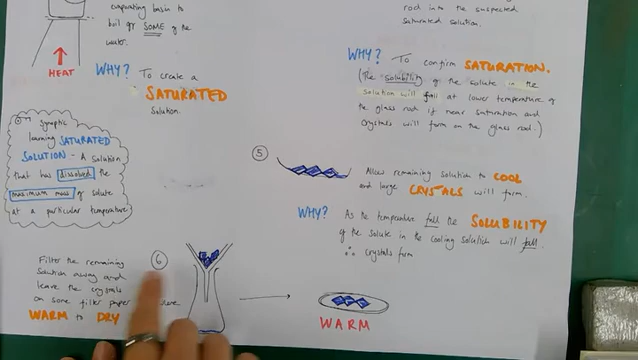 evaporating basin to
boil off SOME of the
water.
HEAT
WHY? To create a
SATURATED
solution.
Synoptic
learning SATURATED
SOLUTION - A solution
that has dissolved the
maximum mass of solute
at a particular temperature
6
Filter the remaining
solution away and
leave the crystals
on some filter paper
WARM to DRY
rod into the suspected
saturated solution.
WHY? To confirm SATURATION.
(The solubility of the solute in the
solution will fall at lower temperature of
the glass rod if near saturation and
crystals will form on the glass rod.)
5
Allow remaining solution to COOL
and large CRYSTALS will form.
WHY? As the temperature fall the SOLUBILITY
of the solute in the cooling solution will fall.
∴ crystals form
WARM